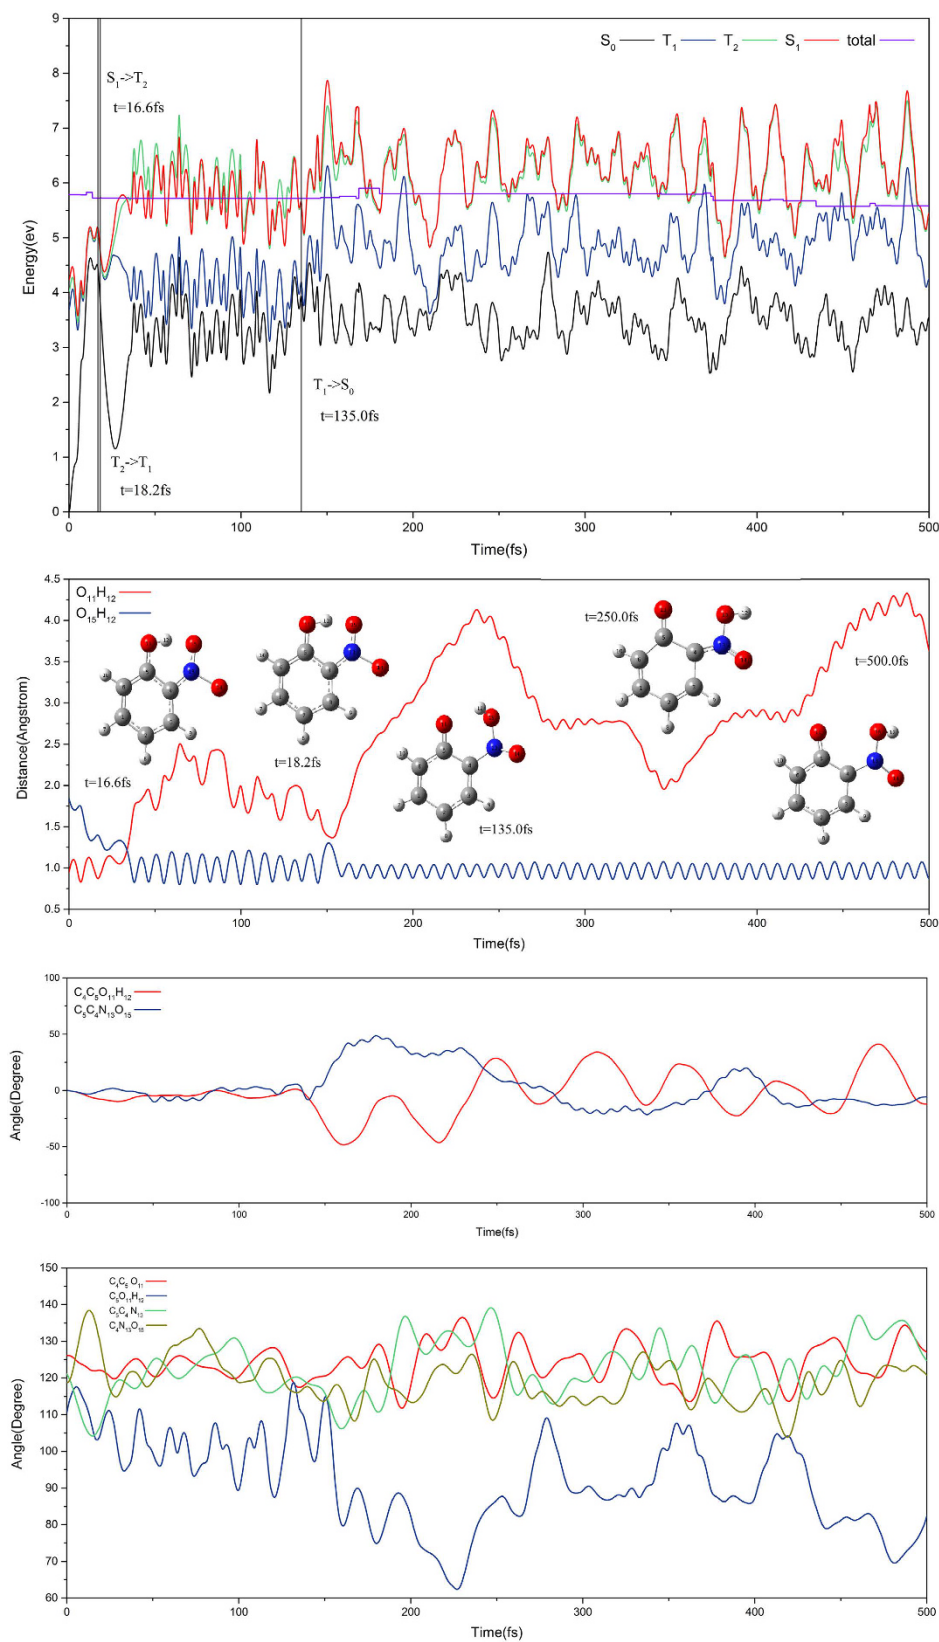 9
8
7
6
5
4
3
2
1
0
Energy(ev)
S0 T1 T2 S1 total
S1->T2
t=16.6fs
T1->S0
t=135.0fs
T2->T1
t=18.2fs
0 100 200 300 400 500
Time(fs)
4.5
4.0
3.5
3.0
2.5
2.0
1.5
1.0
0.5
Distance(Angstrom)
O11H12
O15H12
t=250.0fs
t=500.0fs
t=16.6fs
t=18.2fs
t=135.0fs
0 100 200 300 400 500
Time(fs)
100
50
0
-50
-100
Angle(Degree)
C4C5O11H12
C5C4N13O15
0 100 200 300 400 500
Time(fs)
150
140
130
120
110
100
90
80
70
60
Angle(Degree)
C4C5 O11
C5O11H12
C5C4 N13
C4N13O15
0 100 200 300 400 500
Time(fs)